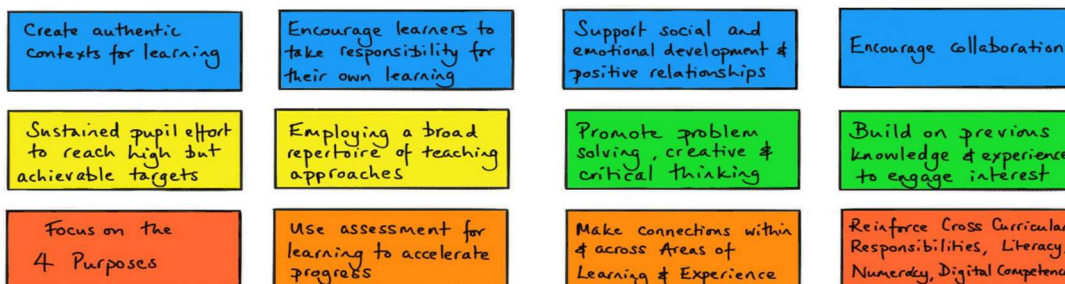 Create authentic
contexts for learning
Encourage learners to
take responsibility for
their own learning
Support social and
emotional development &
positive relationships
Encourage collaboration
Sustained pupil effort
to reach high but
achievable targets
Employing a broad
repertoire of teaching
approaches
Promote problem
solving, creative &
critical thinking
Build on previous
knowledge & experience
to engage interest
Focus on the
4 Purposes
Use assessment for
learning to accelerate
progress
Make connections within
& across Areas of
Learning & Experience
Reinforce Cross Curricular
Responsibilities, Literacy,
Numeracy, Digital Competence